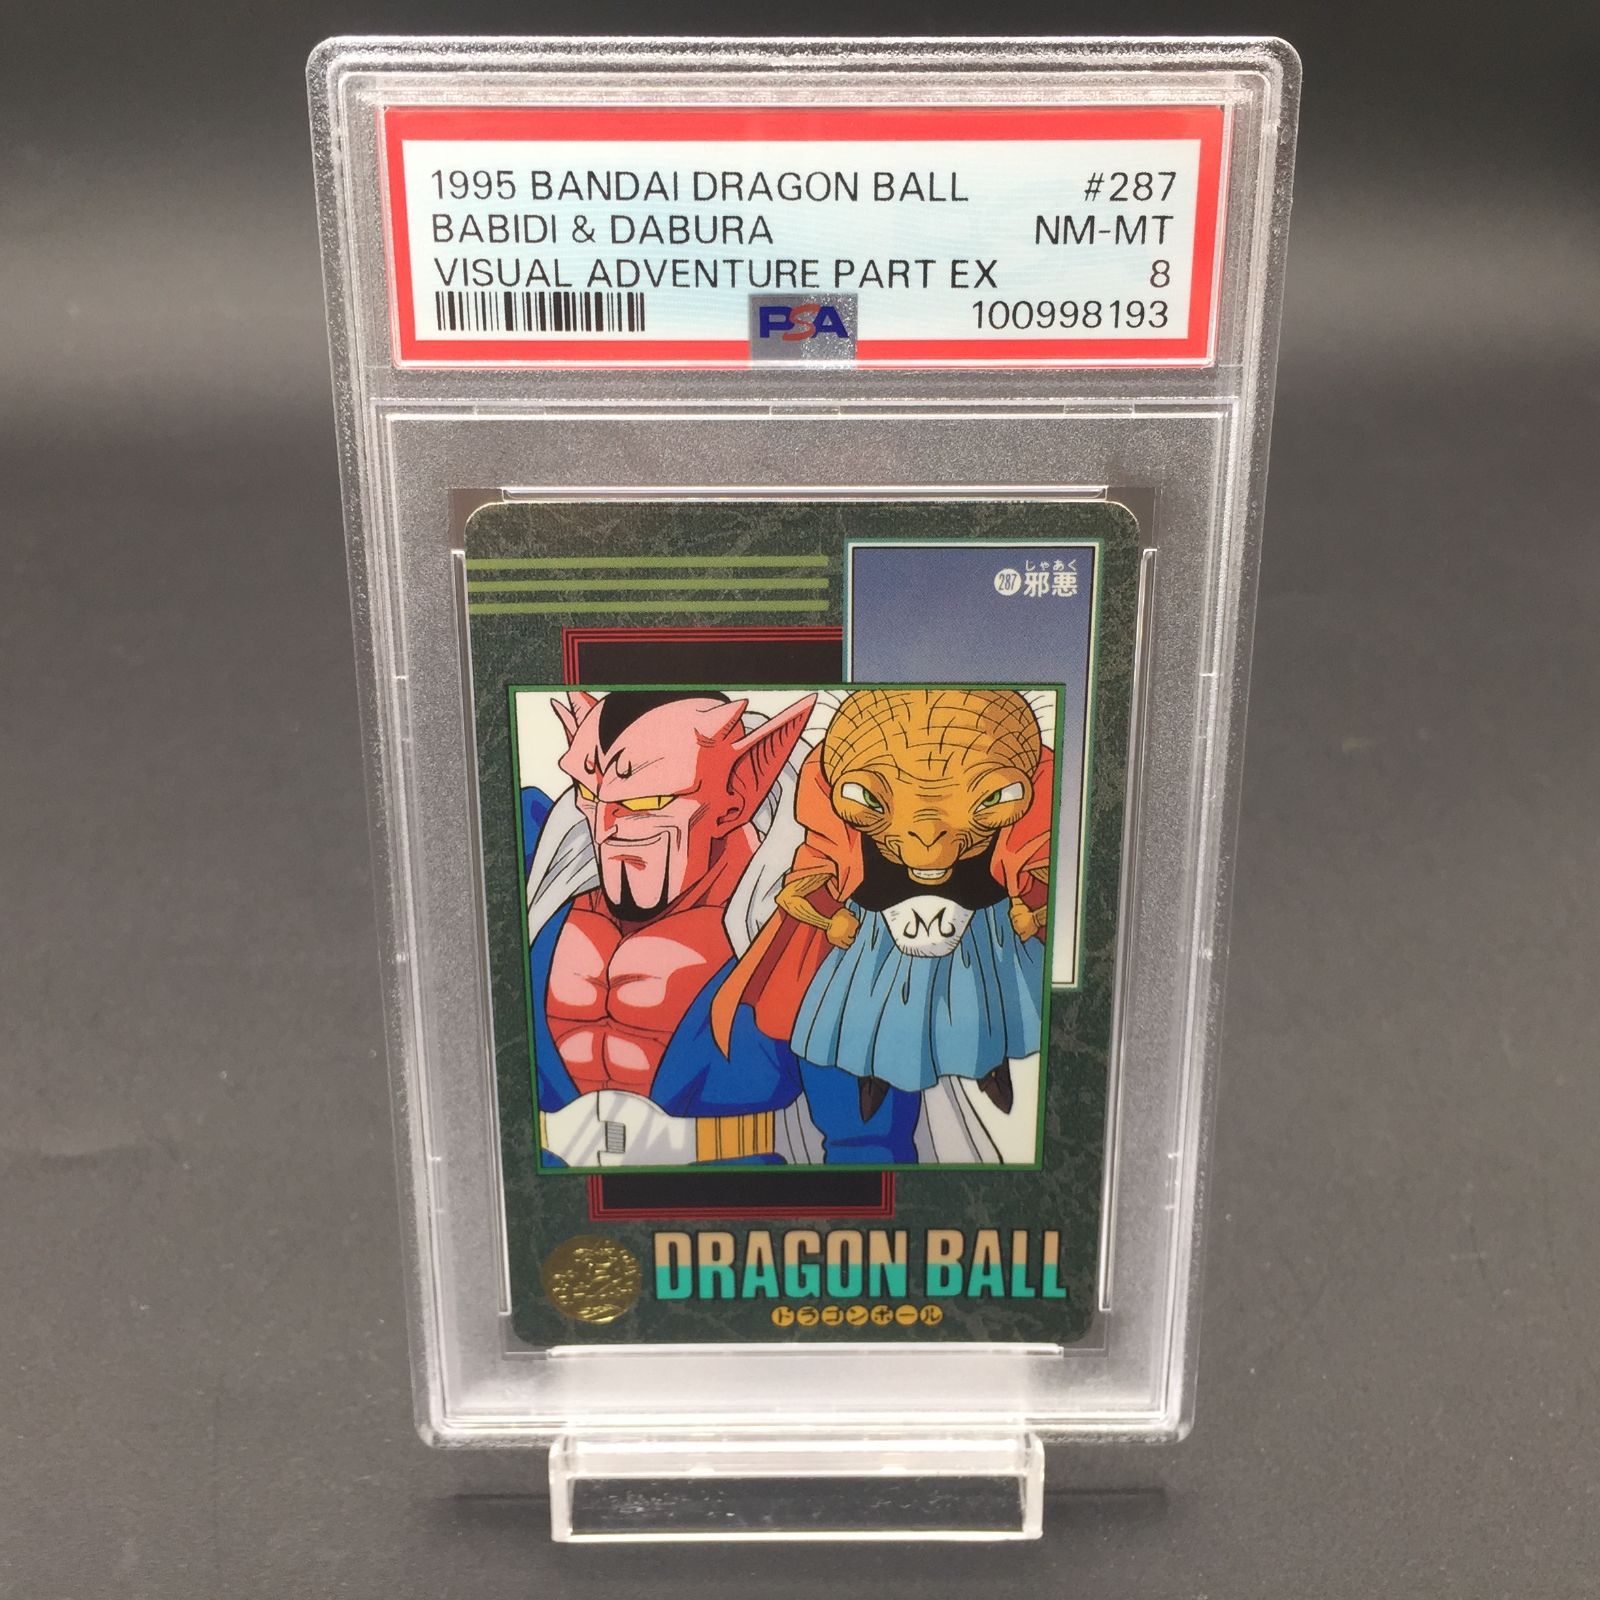 1995 BANDAI DRAGON BALL #287
BABIDI & DABURA NM-MT
VISUAL ADVENTURE PART EX 8
PSA 100998193
しゃあく
287 邪悪
M
DRAGON BALL
ドラゴンボール